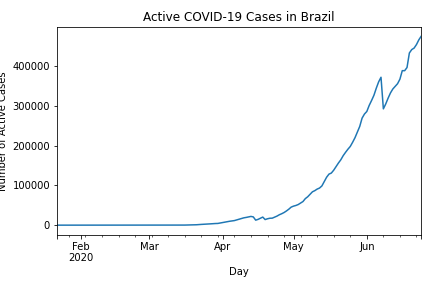 Active COVID-19 Cases in Brazil
Number of Active Cases
400000
300000
200000
100000
0
Feb
2020
Mar
Apr
May
Jun
Day